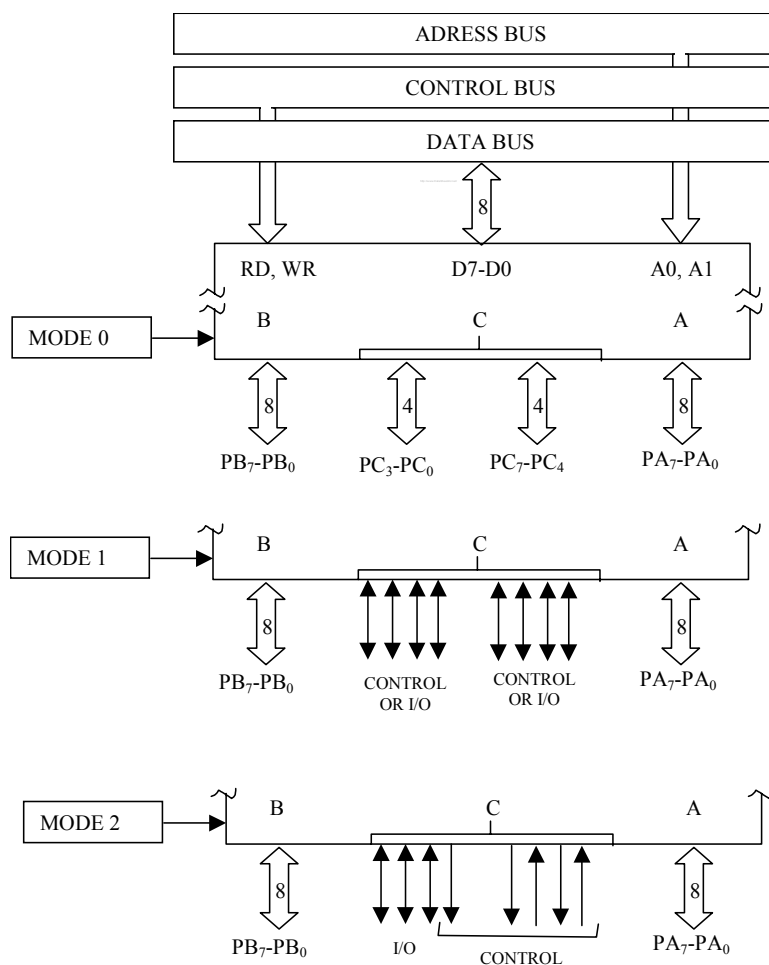 ADRESS BUS
CONTROL BUS
DATA BUS
8
RD, WR D7-D0 A0, A1
B C A
MODE 0
8 4 4 8
PB₇-PB₀ PC₃-PC₀ PC₇-PC₄ PA₇-PA₀
B C A
MODE 1
8 8
PB₇-PB₀ CONTROL OR I/O CONTROL OR I/O PA₇-PA₀
B C A
MODE 2
8 8
PB₇-PB₀ I/O CONTROL PA₇-PA₀